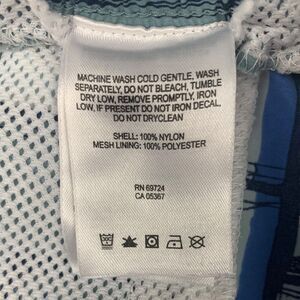 MACHINE WASH COLD GENTLE, WASH
SEPARATELY, DO NOT BLEACH, TUMBLE
DRY LOW, REMOVE PROMPTLY. IRON
LOW, IF PRESENT DO NOT IRON DECAL,
DO NOT DRYCLEAN
SHELL: 100% NYLON
MESH LINING: 100% POLYESTER
RN 69724
CA 05367